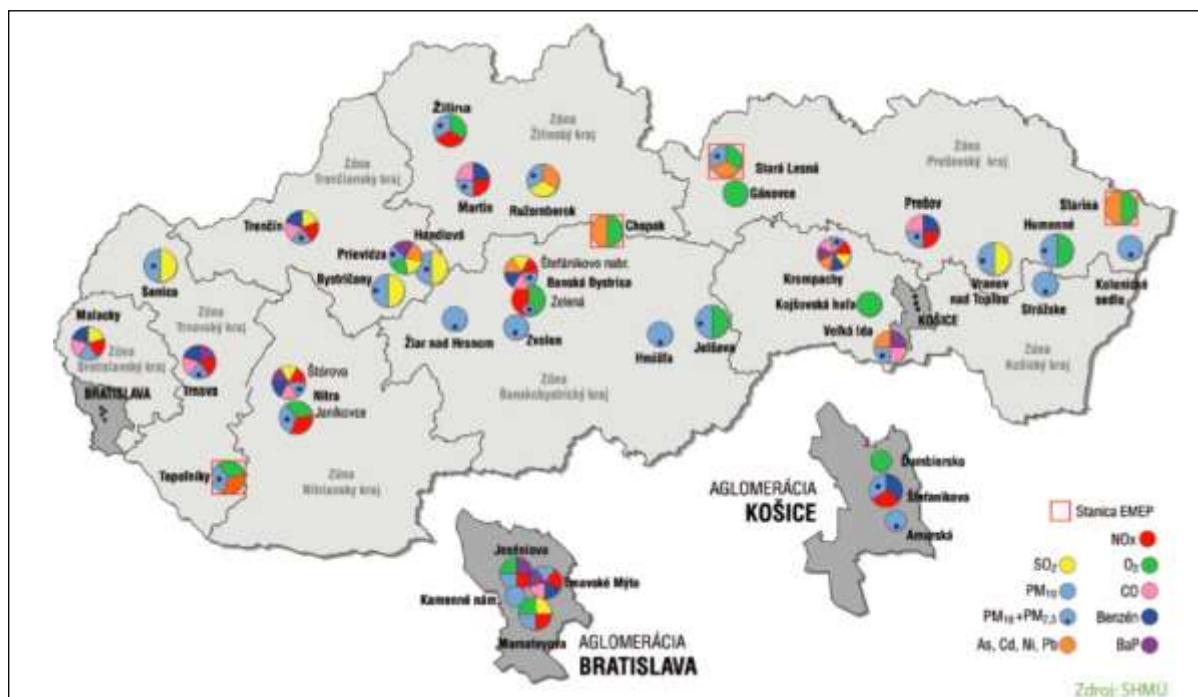 Žilina
Zóna
Žilinský kraj
Stará Lesná
Gánovce
Zóna
Prešovský kraj
Zóna
Trenčiansky kraj
Martin
Ružomberok
Chopok
Prešov
Starina
Humenné
Trenčín
Handlová
Prievidza
Bystričany
Štefánikovo nabr.
Banská Bystrica
Zelená
Krompachy
Kojšovská hoľa
KOŠICE
Vranov
nad Topľou
Strážske
Kolonické
sedlo
Senica
Malacky
Zóna
Trnavský kraj
Zóna
Bratislavský kraj
BRATISLAVA
Trnava
Žiar nad Hronom
Zvolen
Hnúšťa
Jelšava
Veľká Ida
Zóna
Košický kraj
Štúrova
Nitra
Janíkovce
Zóna
Banskobystrický kraj
Topoľníky
Zóna
Nitriansky kraj
AGLOMERÁCIA
KOŠICE
Ďumbierska
Štefánikova
Amurská
Jeséniova
Trnavské Mýto
Kamenné nám.
Mamateyova
AGLOMERÁCIA
BRATISLAVA
Stanica EMEP
NOx
SO2
O3
PM10
CO
PM10+PM2,5
Benzén
As, Cd, Ni, Pb
BaP
Zdroj: SHMÚ